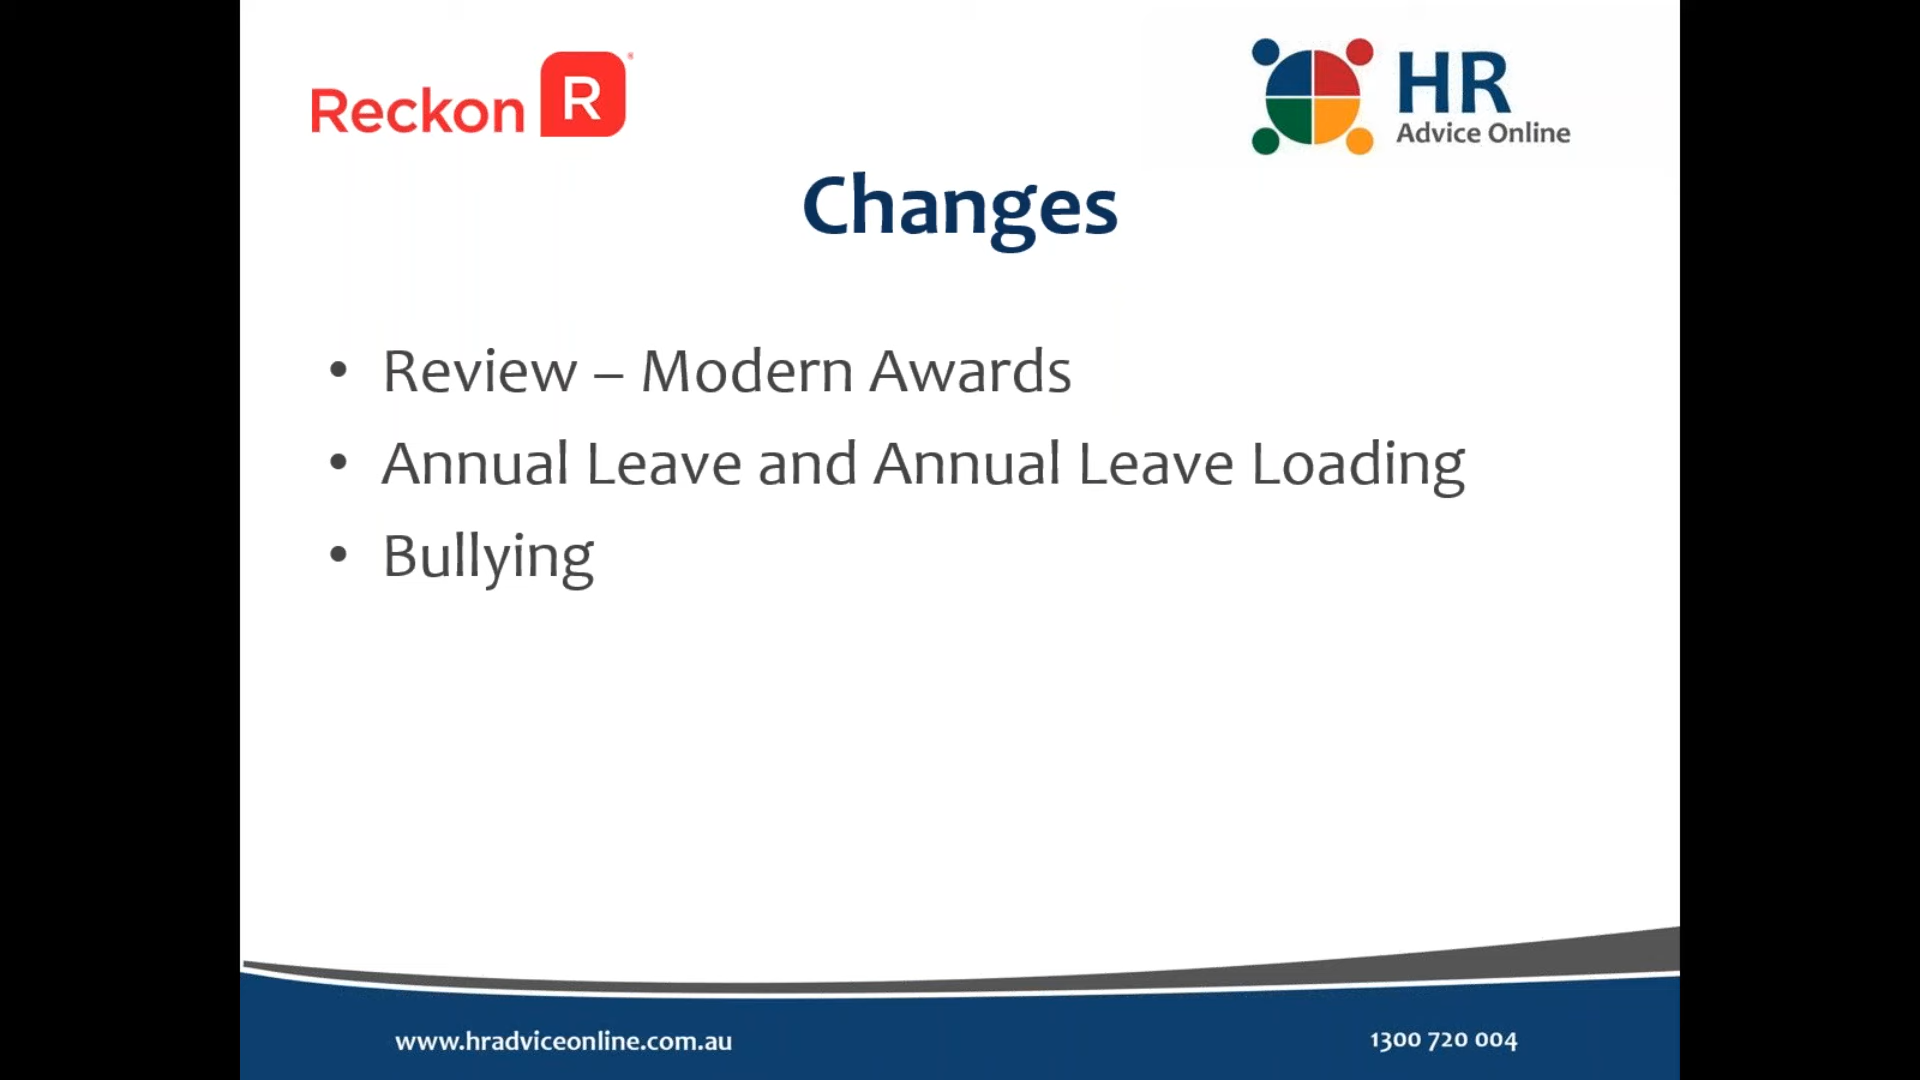 Reckon R
HR
Advice Online
Changes
• Review – Modern Awards
• Annual Leave and Annual Leave Loading
• Bullying
www.hradviceonline.com.au
1300 720 004